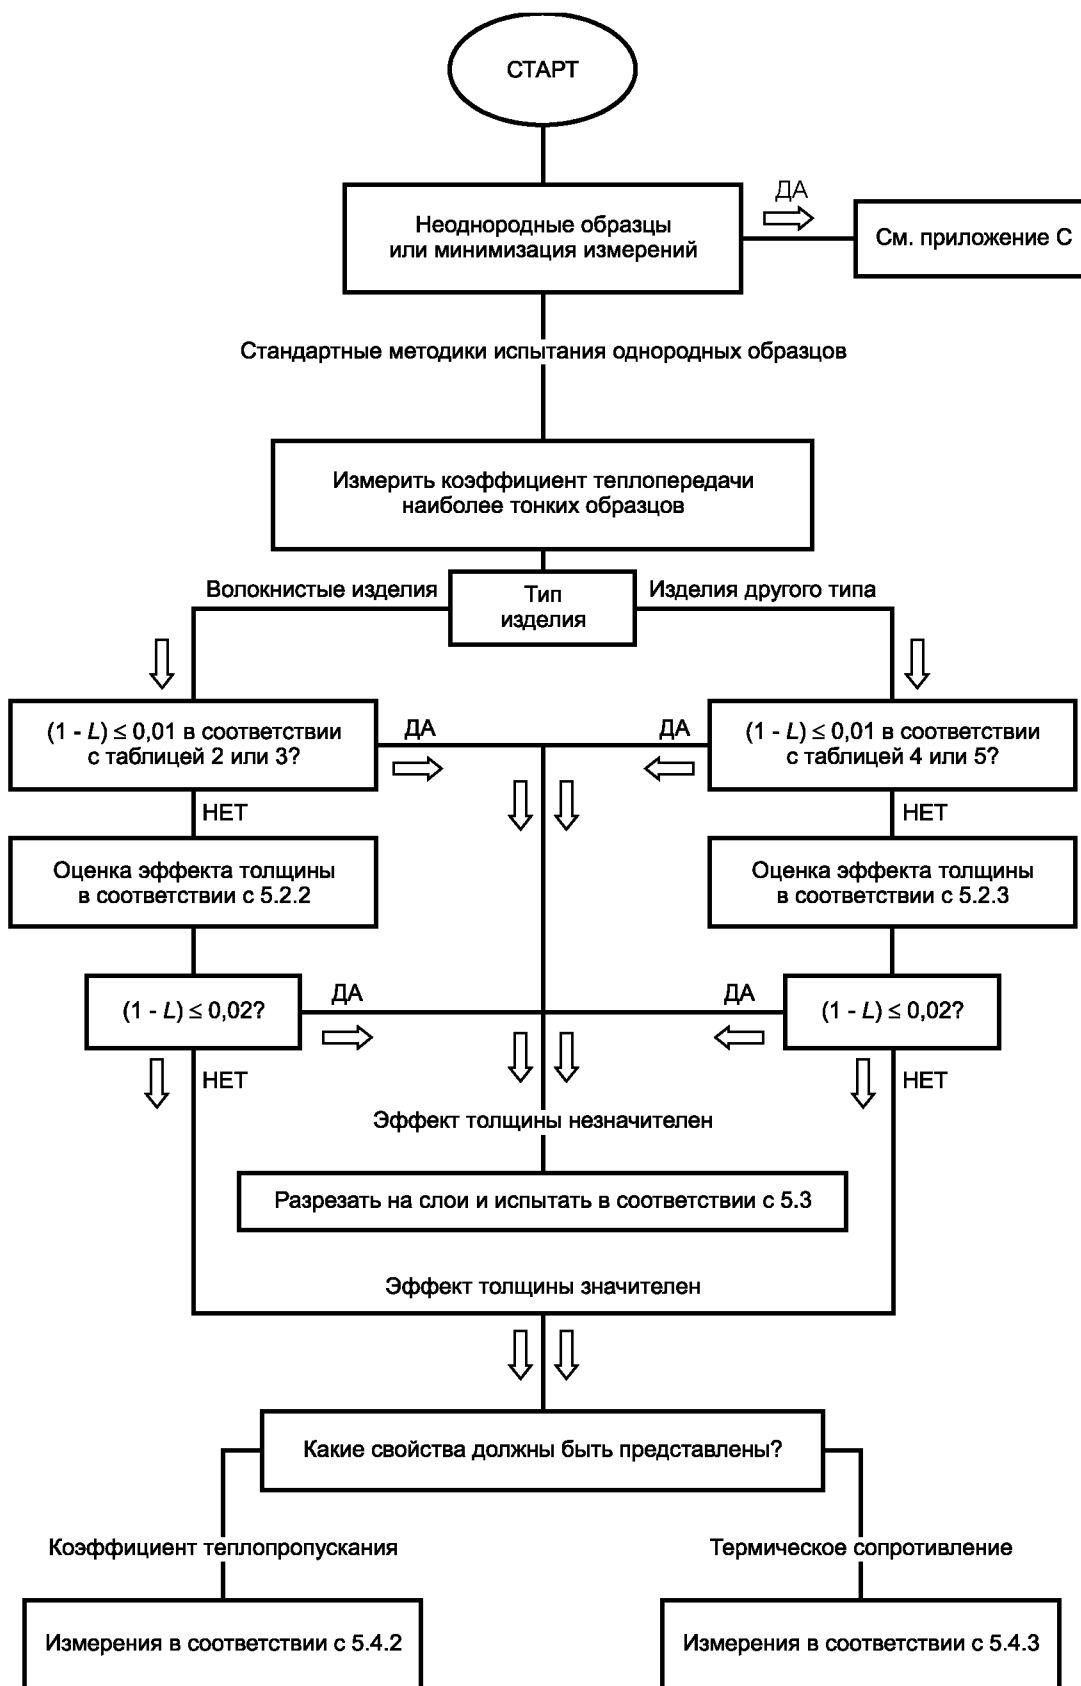 СТАРТ
ДА
Неоднородные образцы
или минимизация измерений
См. приложение С
Стандартные методики испытания однородных образцов
Измерить коэффициент теплопередачи
наиболее тонких образцов
Волокнистые изделия
Тип
изделия
Изделия другого типа
(1 - L) ≤ 0,01 в соответствии
с таблицей 2 или 3?
ДА
ДА
(1 - L) ≤ 0,01 в соответствии
с таблицей 4 или 5?
НЕТ
НЕТ
Оценка эффекта толщины
в соответствии с 5.2.2
Оценка эффекта толщины
в соответствии с 5.2.3
(1 - L) ≤ 0,02?
ДА
ДА
(1 - L) ≤ 0,02?
НЕТ
НЕТ
Эффект толщины незначителен
Разрезать на слои и испытать в соответствии с 5.3
Эффект толщины значителен
Какие свойства должны быть представлены?
Коэффициент теплопропускания
Термическое сопротивление
Измерения в соответствии с 5.4.2
Измерения в соответствии с 5.4.3